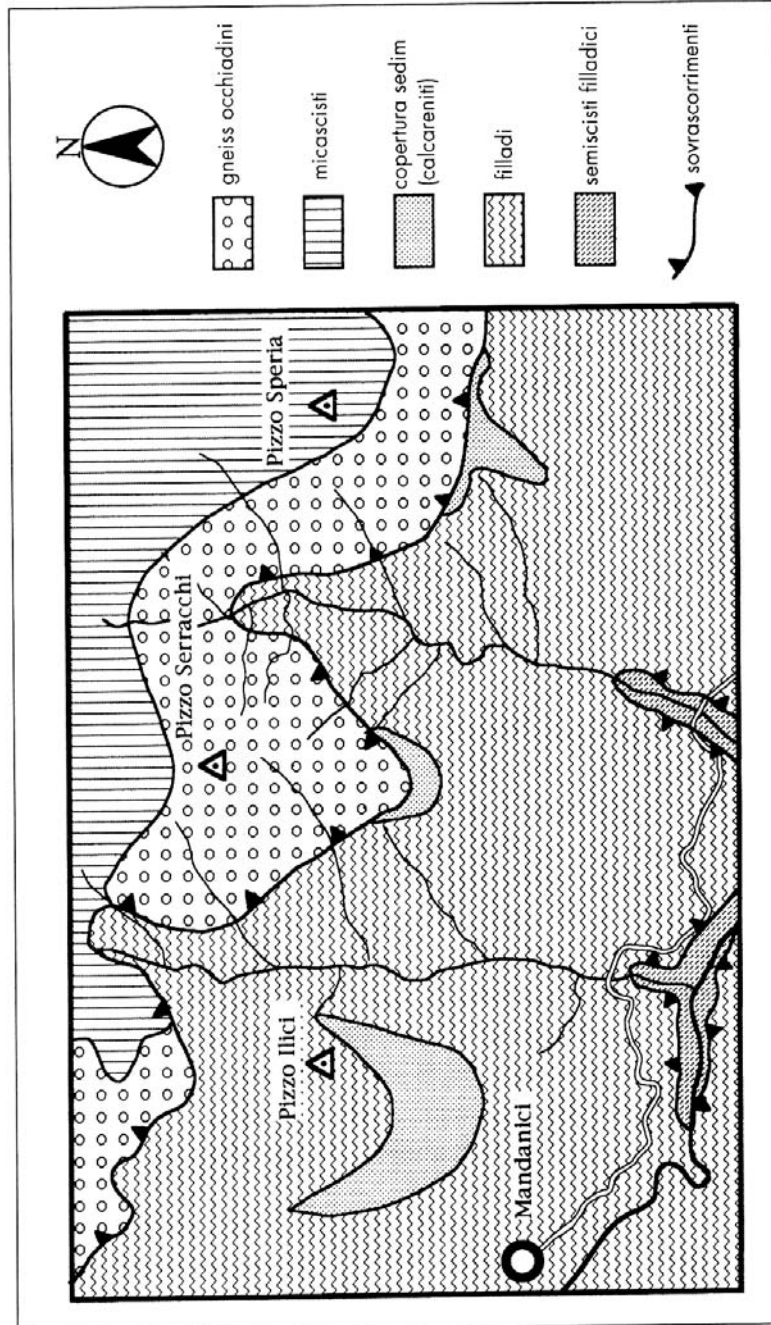 N
gneiss occhiadini
micascisti
copertura sedim
(calcareniti)
filladi
semiscisti filladici
sovrascorrimenti
Pizzo Speria
Pizzo Serracchi
Pizzo Ilici
Mandanici